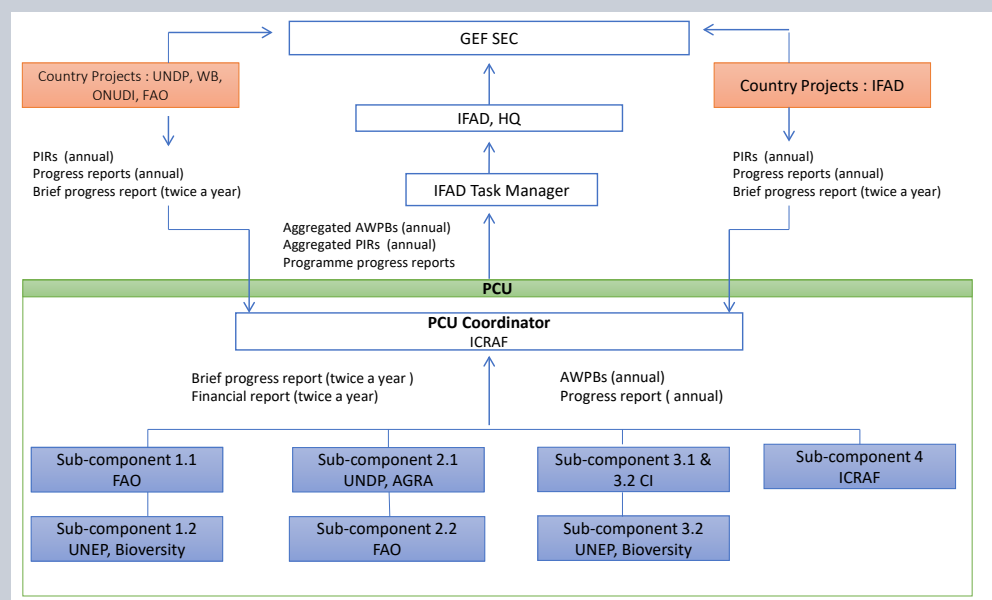 GEF SEC
Country Projects : UNDP, WB,
ONUDI, FAO
Country Projects : IFAD
IFAD, HQ
PIRs (annual)
Progress reports (annual)
Brief progress report (twice a year)
IFAD Task Manager
PIRs (annual)
Progress reports (annual)
Brief progress report (twice a year)
Aggregated AWPBs (annual)
Aggregated PIRs (annual)
Programme progress reports
PCU
PCU Coordinator
ICRAF
Brief progress report (twice a year )
Financial report (twice a year)
AWPBs (annual)
Progress report ( annual)
Sub-component 1.1
FAO
Sub-component 2.1
UNDP, AGRA
Sub-component 3.1 &
3.2 CI
Sub-component 4
ICRAF
Sub-component 1.2
UNEP, Bioversity
Sub-component 2.2
FAO
Sub-component 3.2
UNEP, Bioversity